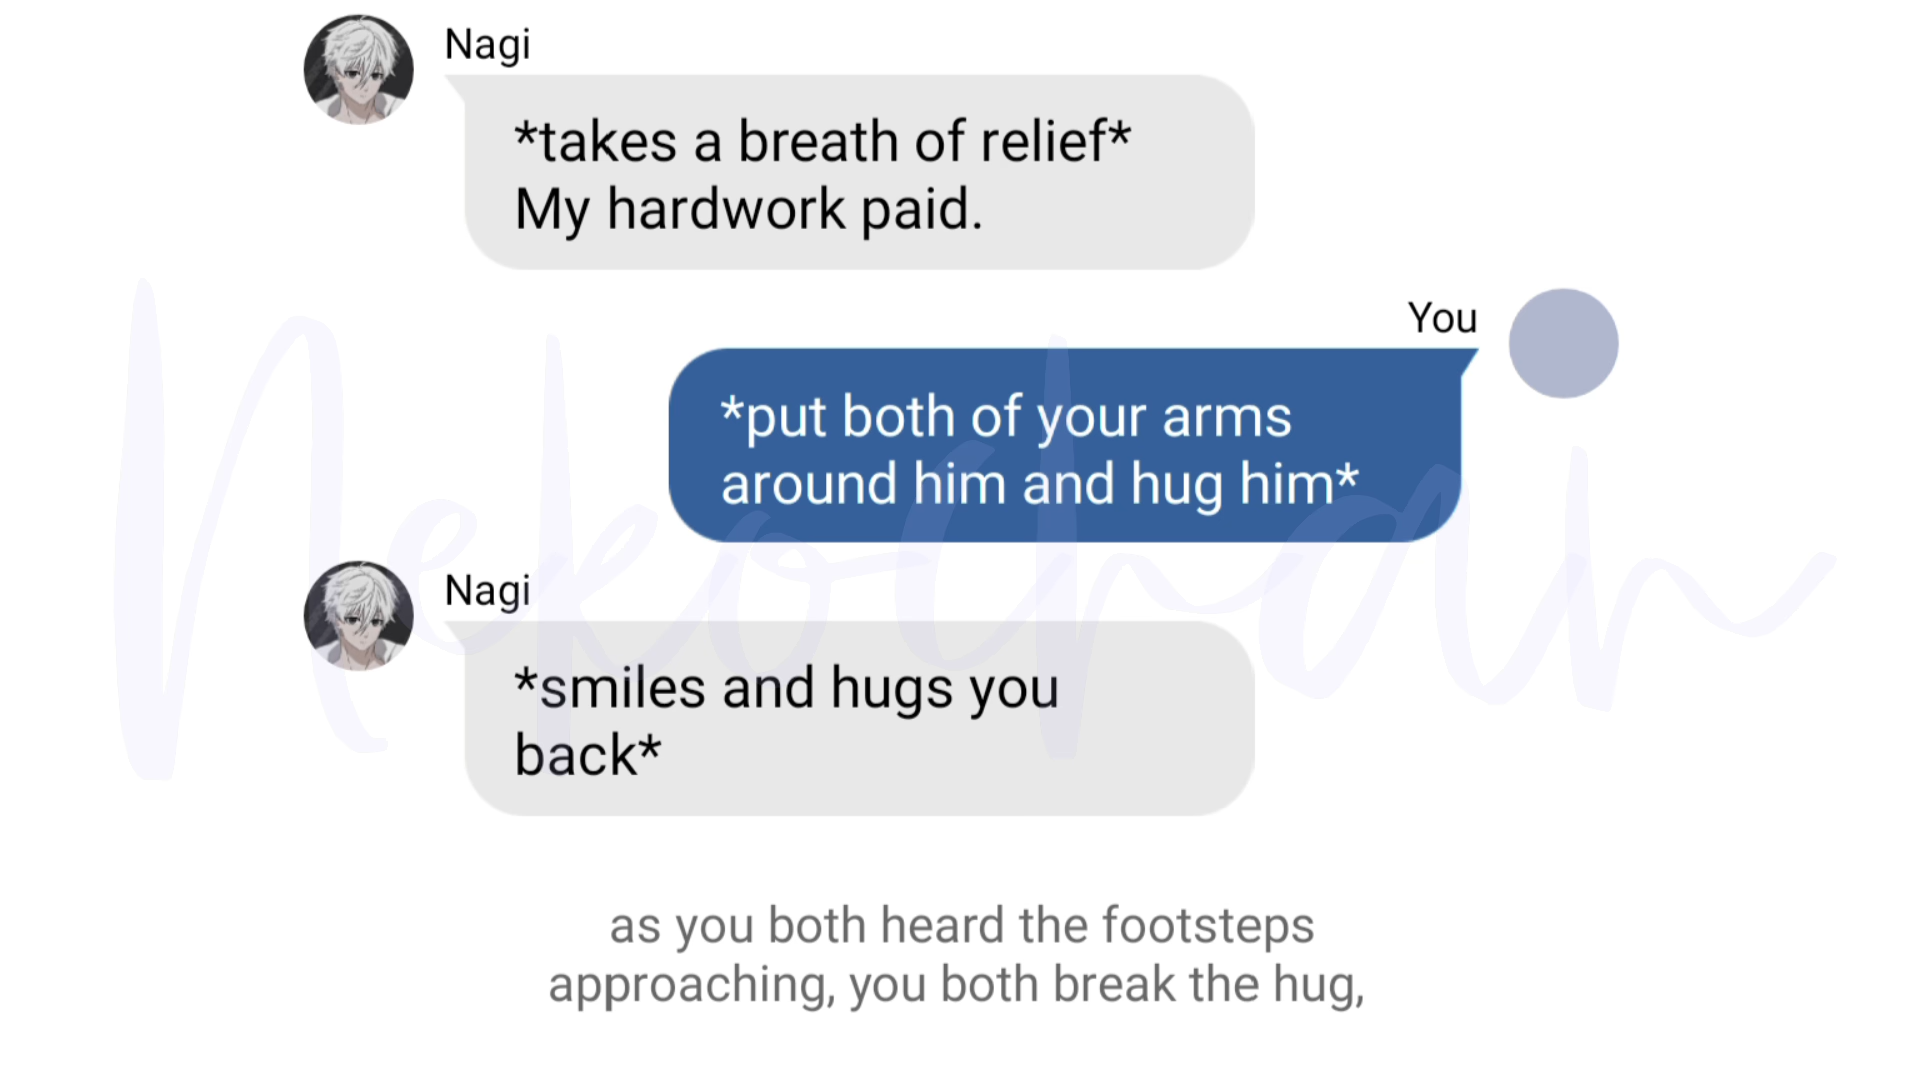 Nagi
*takes a breath of relief*
My hardwork paid.
You
*put both of your arms
around him and hug him*
Nagi
*smiles and hugs you
back*
as you both heard the footsteps
approaching, you both break the hug,
Nekochan